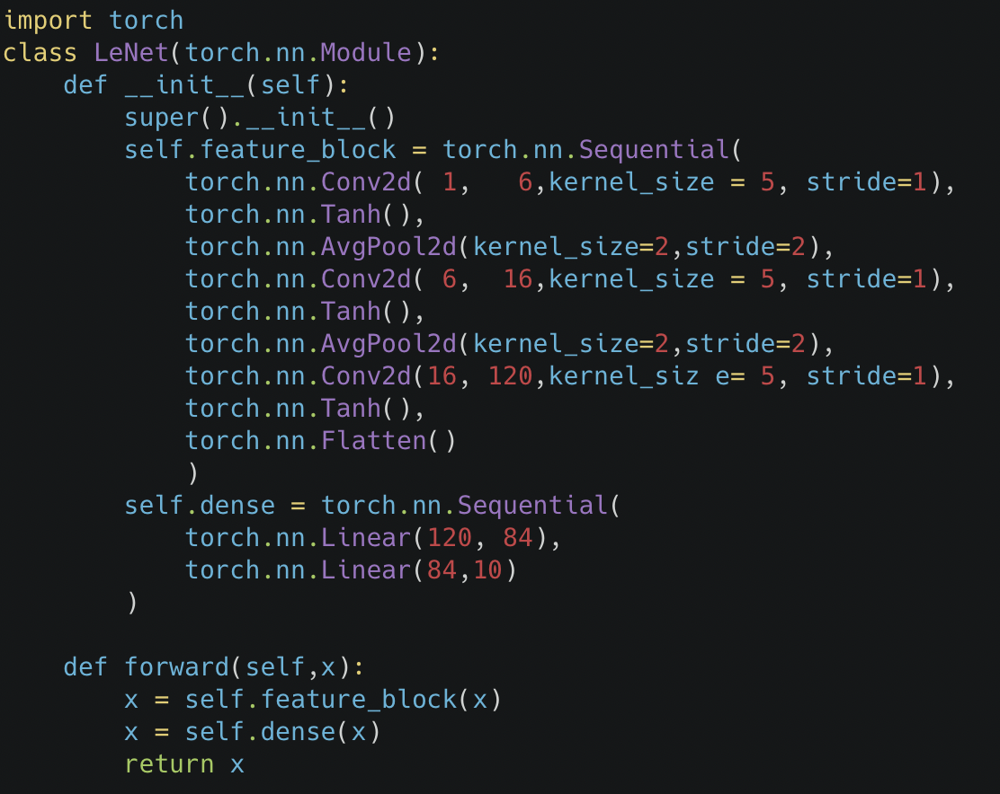 import torch
class LeNet(torch.nn.Module):
    def __init__(self):
        super().__init__()
        self.feature_block = torch.nn.Sequential(
            torch.nn.Conv2d( 1,   6,kernel_size = 5, stride=1),
            torch.nn.Tanh(),
            torch.nn.AvgPool2d(kernel_size=2,stride=2),
            torch.nn.Conv2d( 6,  16,kernel_size = 5, stride=1),
            torch.nn.Tanh(),
            torch.nn.AvgPool2d(kernel_size=2,stride=2),
            torch.nn.Conv2d(16, 120,kernel_siz e= 5, stride=1),
            torch.nn.Tanh(),
            torch.nn.Flatten()
            )
        self.dense = torch.nn.Sequential(
            torch.nn.Linear(120, 84),
            torch.nn.Linear(84,10)
        )

    def forward(self,x):
        x = self.feature_block(x)
        x = self.dense(x)
        return x